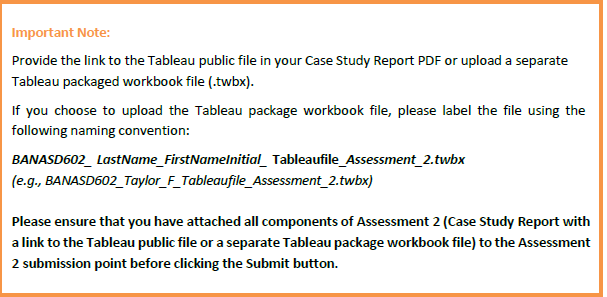 Important Note:
Provide the link to the Tableau public file in your Case Study Report PDF or upload a separate
Tableau packaged workbook file (.twbx).
If you choose to upload the Tableau package workbook file, please label the file using the
following naming convention:
BANASD602_ LastName_FirstNameInitial_ Tableaufile_Assessment_2.twbx
(e.g., BANASD602_Taylor_F_Tableaufile_Assessment_2.twbx)
Please ensure that you have attached all components of Assessment 2 (Case Study Report with
a link to the Tableau public file or a separate Tableau package workbook file) to the Assessment
2 submission point before clicking the Submit button.